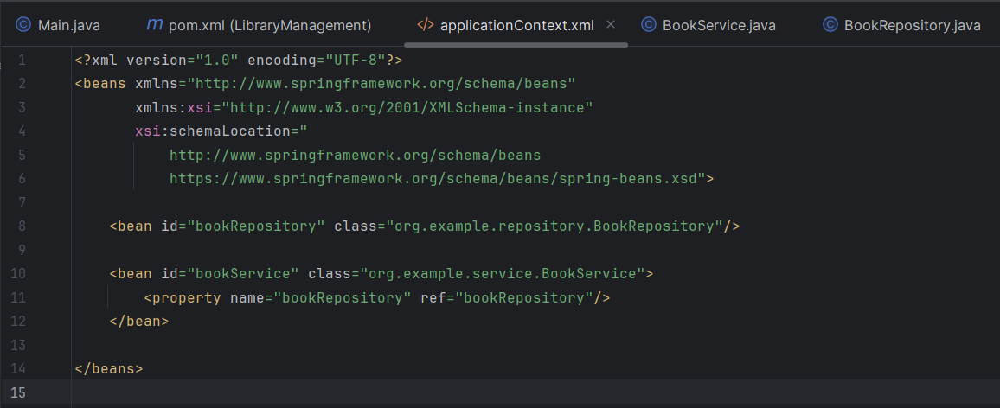 Main.java pom.xml (LibraryManagement) applicationContext.xml BookService.java BookRepository.java
1 <?xml version="1.0" encoding="UTF-8"?>
2 <beans xmlns="http://www.springframework.org/schema/beans"
3 xmlns:xsi="http://www.w3.org/2001/XMLSchema-instance"
4 xsi:schemaLocation="
5 http://www.springframework.org/schema/beans
6 https://www.springframework.org/schema/beans/spring-beans.xsd">
7
8 <bean id="bookRepository" class="org.example.repository.BookRepository"/>
9
10 <bean id="bookService" class="org.example.service.BookService">
11 <property name="bookRepository" ref="bookRepository"/>
12 </bean>
13
14 </beans>
15